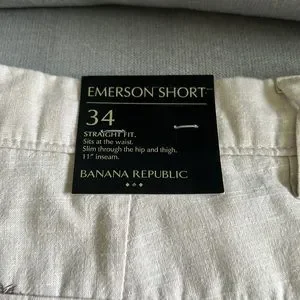 EMERSON SHORT
34
STRAIGHT FIT.
Sits at the waist.
Slim through the hip and thigh.
11" inseam.
BANANA REPUBLIC